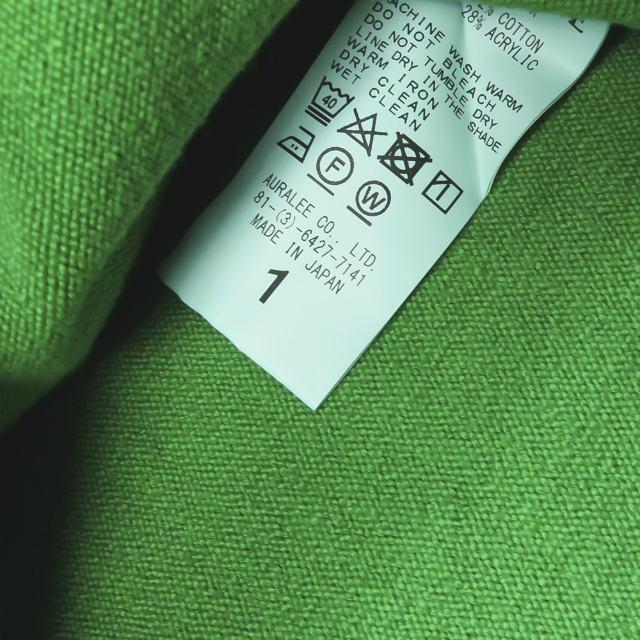 % COTTON
28% ACRYLIC
MACHINE WASH WARM
DO NOT BLEACH
DO NOT TUMBLE DRY
LINE DRY IN THE SHADE
WARM IRON
DRY CLEAN
WET CLEAN
40
F
W
AURALEE CO., LTD.
81-(3)-6427-7141
MADE IN JAPAN
1